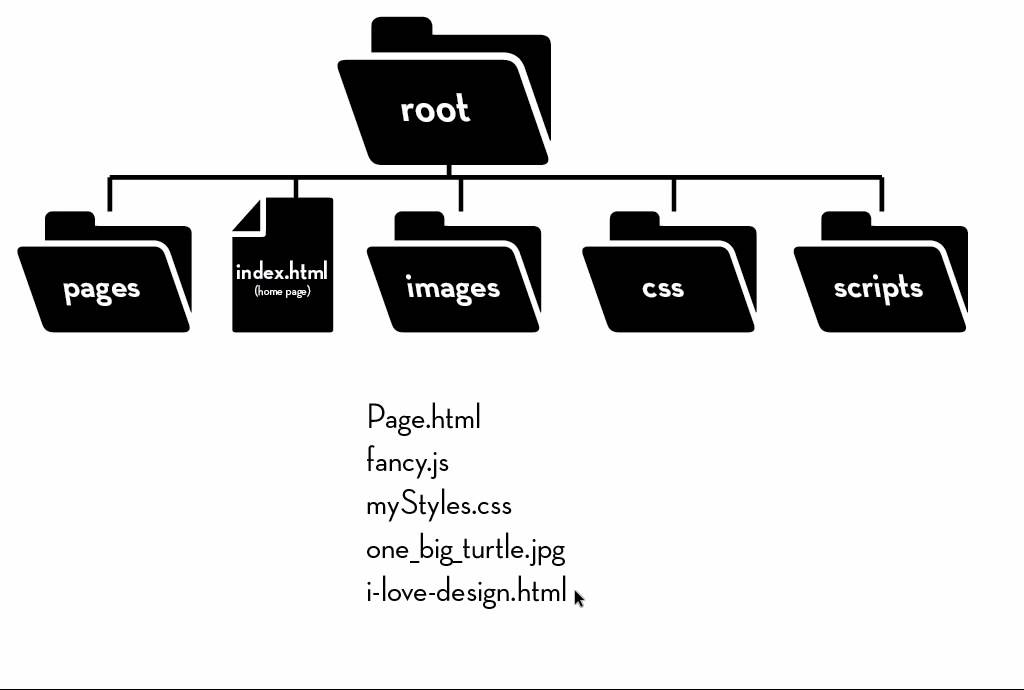 root
pages
index.html
(home page)
images
css
scripts
Page.html
fancy.js
myStyles.css
one_big_turtle.jpg
i-love-design.html